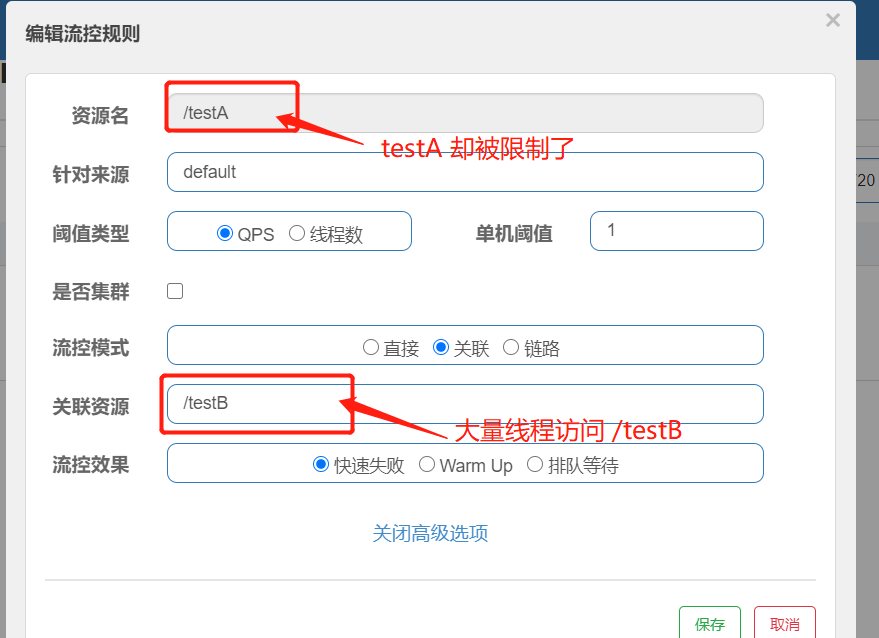 编辑流控规则
×
资源名 /testA
testA 却被限制了
针对来源 default
/20
阈值类型 QPS 线程数 单机阈值 1
是否集群
流控模式 直接 关联 链路
关联资源 /testB
大量线程访问 /testB
流控效果 快速失败 Warm Up 排队等待
关闭高级选项
保存 取消